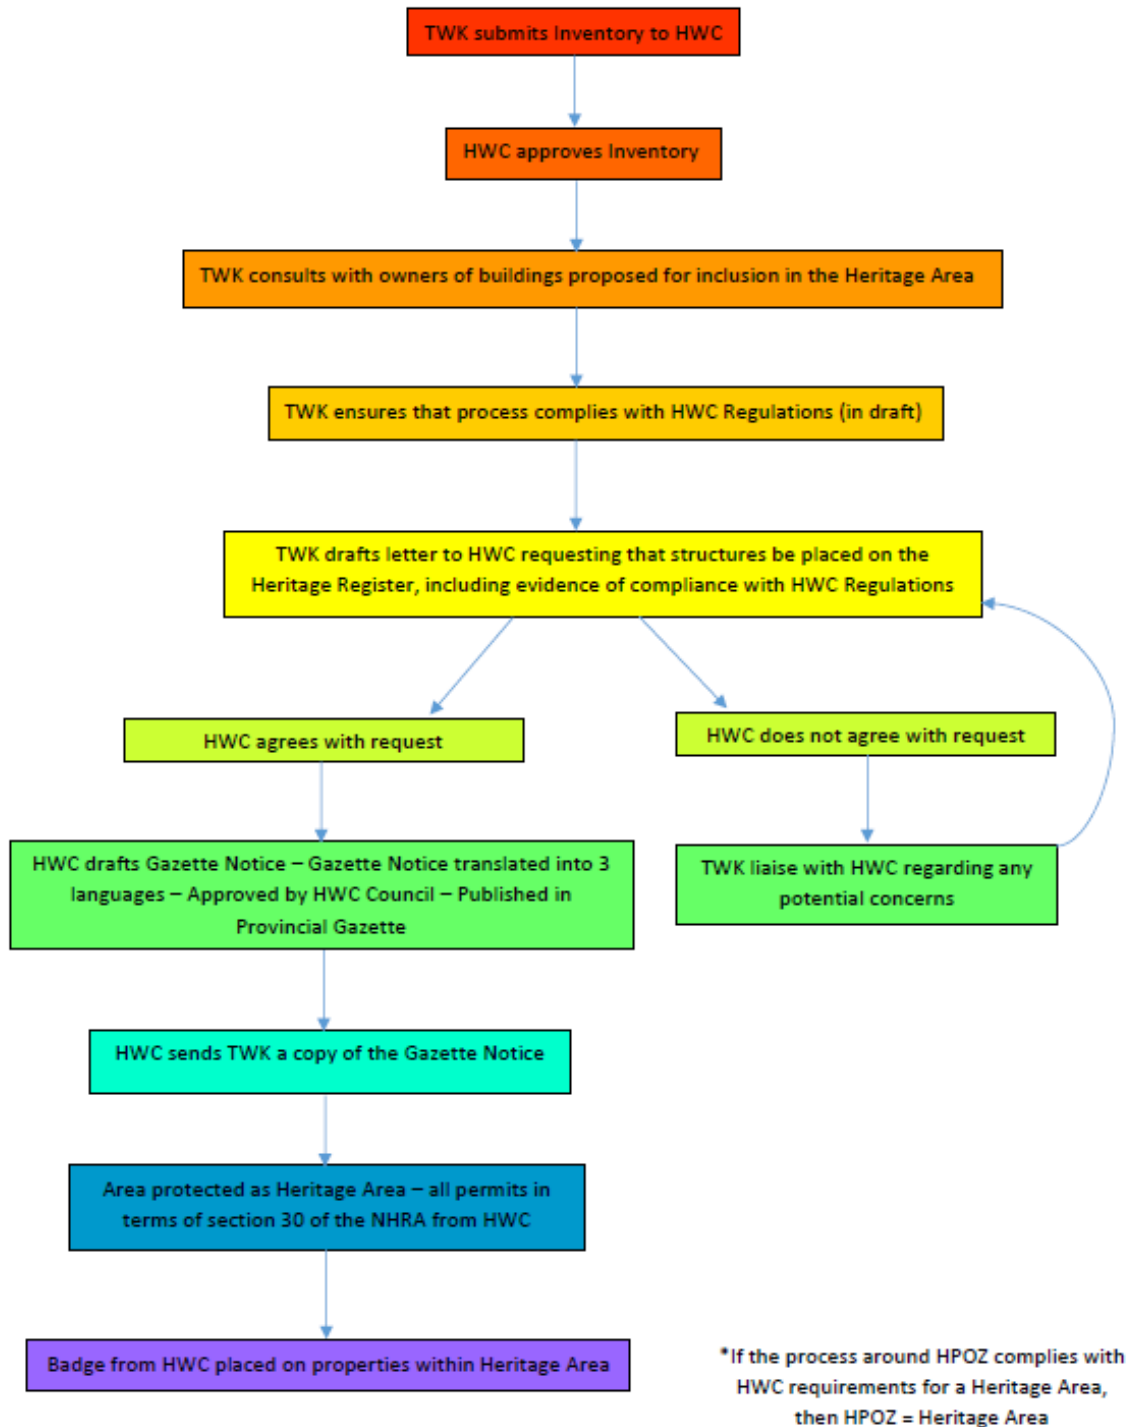 TWK submits Inventory to HWC
HWC approves Inventory
TWK consults with owners of buildings proposed for inclusion in the Heritage Area
TWK ensures that process complies with HWC Regulations (in draft)
TWK drafts letter to HWC requesting that structures be placed on the
Heritage Register, including evidence of compliance with HWC Regulations
HWC agrees with request
HWC does not agree with request
HWC drafts Gazette Notice – Gazette Notice translated into 3
languages – Approved by HWC Council – Published in
Provincial Gazette
TWK liaise with HWC regarding any
potential concerns
HWC sends TWK a copy of the Gazette Notice
Area protected as Heritage Area – all permits in
terms of section 30 of the NHRA from HWC
Badge from HWC placed on properties within Heritage Area
*If the process around HPOZ complies with
HWC requirements for a Heritage Area,
then HPOZ = Heritage Area